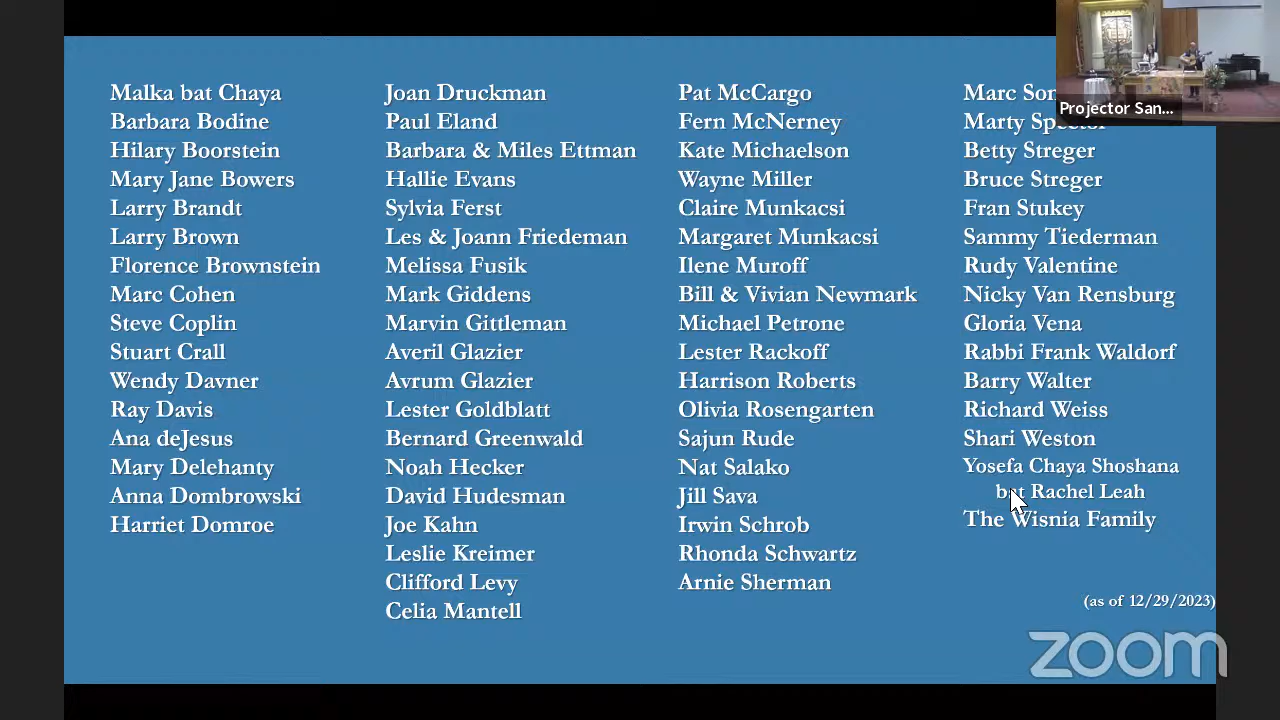 Malka bat Chaya
Barbara Bodine
Hilary Boorstein
Mary Jane Bowers
Larry Brandt
Larry Brown
Florence Brownstein
Marc Cohen
Steve Coplin
Stuart Crall
Wendy Davner
Ray Davis
Ana deJesus
Mary Delehanty
Anna Dombrowski
Harriet Domroe
Joan Druckman
Paul Eland
Barbara & Miles Ettman
Hallie Evans
Sylvia Ferst
Les & Joann Friedeman
Melissa Fusik
Mark Giddens
Marvin Gittleman
Averil Glazier
Avrum Glazier
Lester Goldblatt
Bernard Greenwald
Noah Hecker
David Hudesman
Joe Kahn
Leslie Kreimer
Clifford Levy
Celia Mantell
Pat McCargo
Fern McNerney
Kate Michaelson
Wayne Miller
Claire Munkacsi
Margaret Munkacsi
Ilene Muroff
Bill & Vivian Newmark
Michael Petrone
Lester Rackoff
Harrison Roberts
Olivia Rosengarten
Sajun Rude
Nat Salako
Jill Sava
Irwin Schrob
Rhonda Schwartz
Arnie Sherman
Marc
Marty Spector
Betty Streger
Bruce Streger
Fran Stukey
Sammy Tiederman
Rudy Valentine
Nicky Van Rensburg
Gloria Vena
Rabbi Frank Waldorf
Barry Walter
Richard Weiss
Shari Weston
Yosefa Chaya Shoshana
bat Rachel Leah
The Wisnia Family
(as of 12/29/2023)
Projector San...
zoom